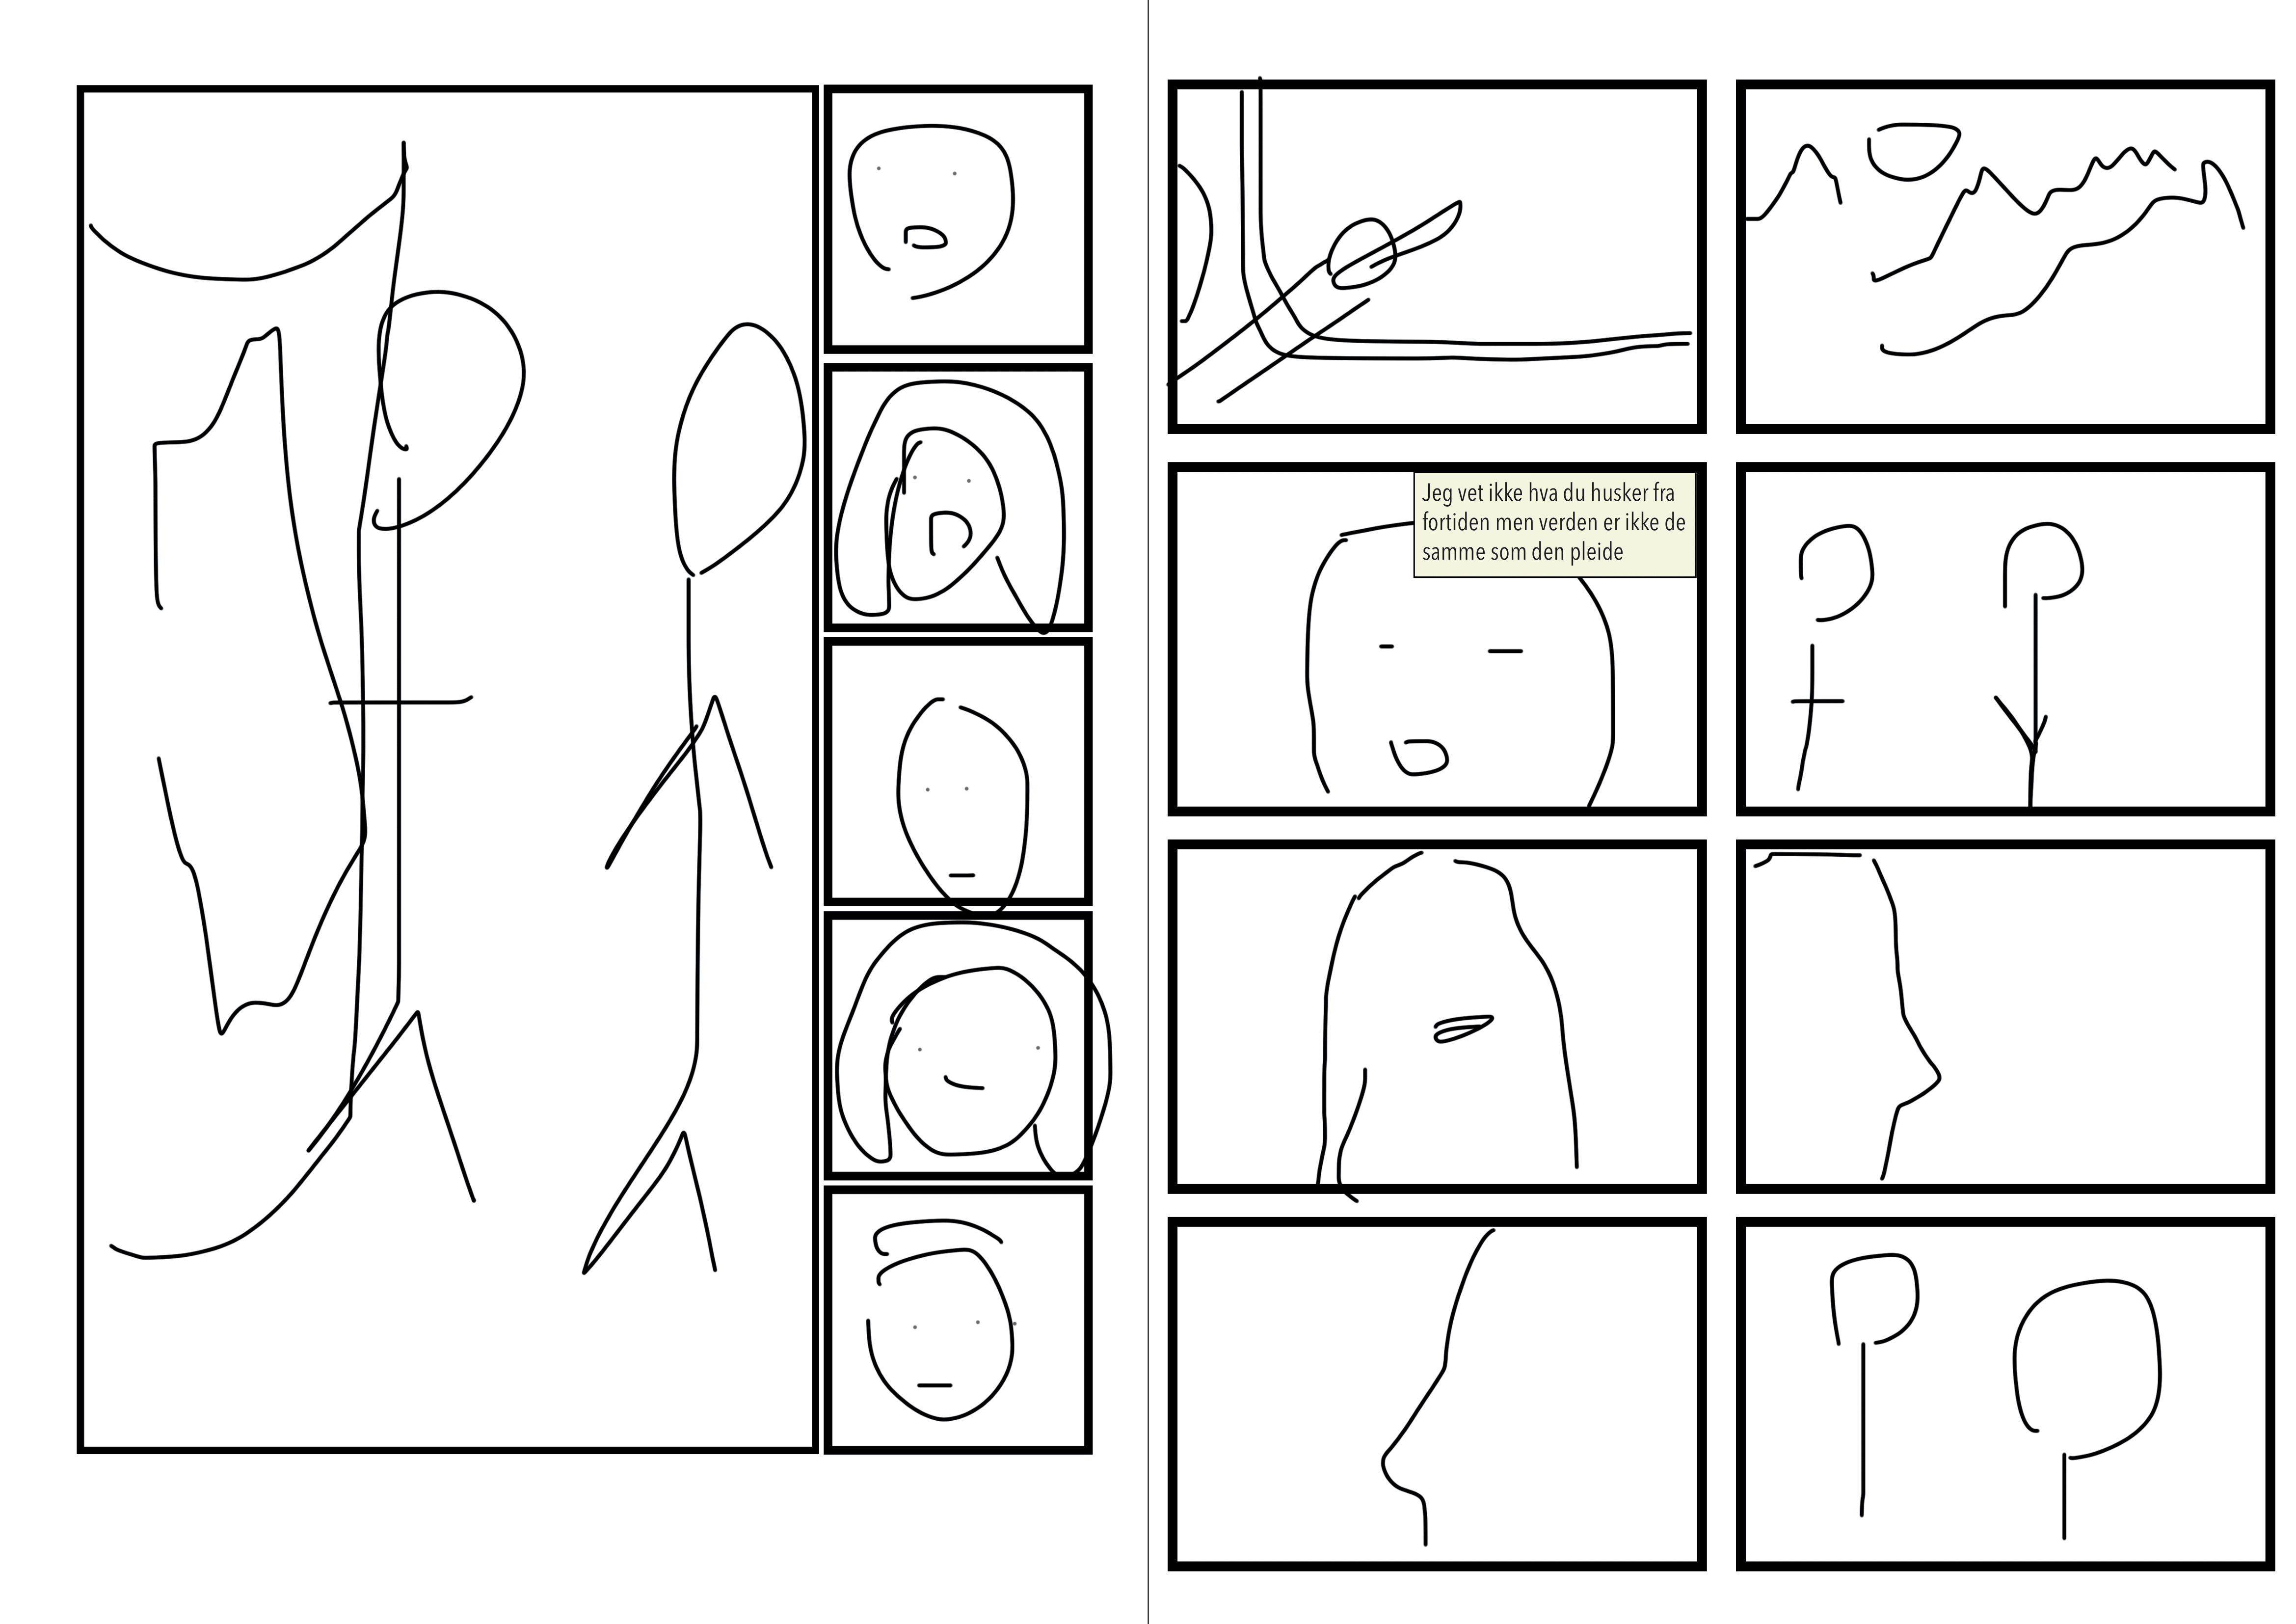 Jeg vet ikke hva du husker fra
fortiden men verden er ikke de
samme som den pleide